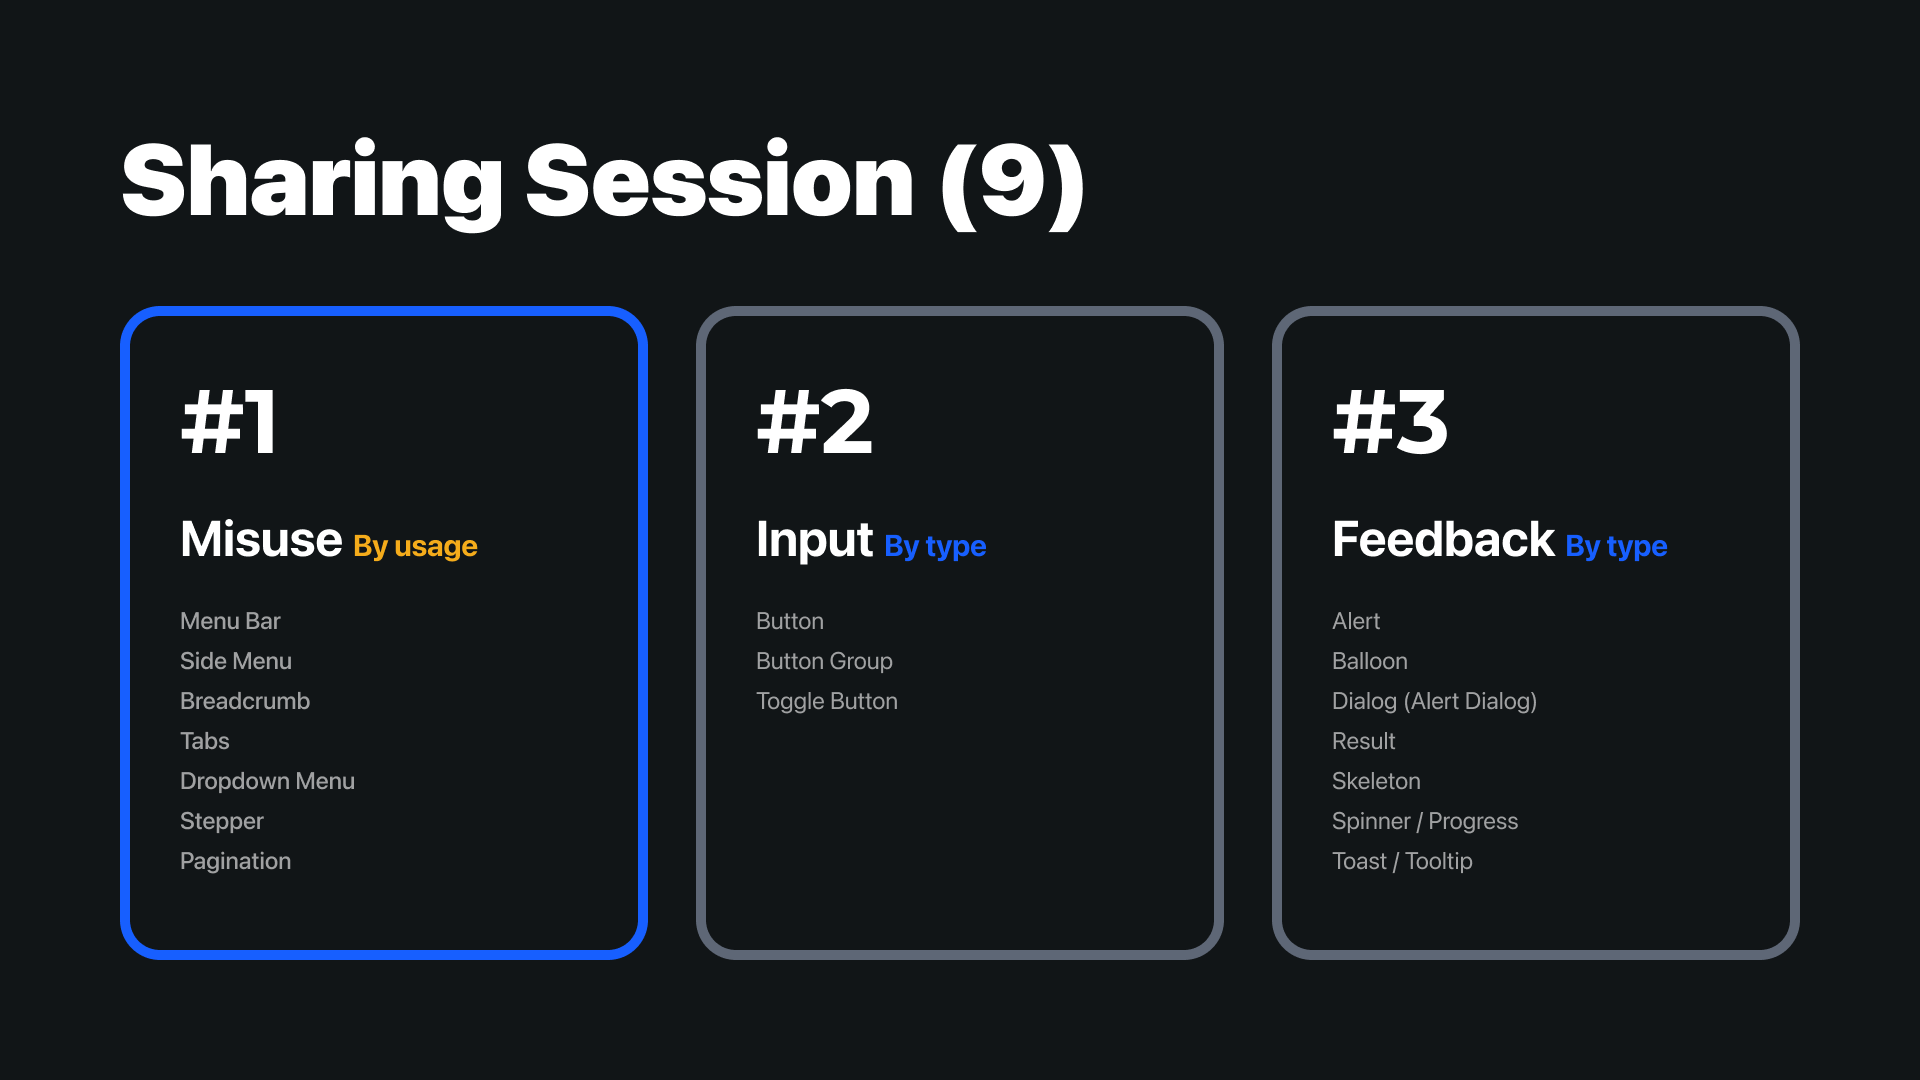 Sharing Session (9)
#1
Misuse By usage
Menu Bar
Side Menu
Breadcrumb
Tabs
Dropdown Menu
Stepper
Pagination
#2
Input By type
Button
Button Group
Toggle Button
#3
Feedback By type
Alert
Balloon
Dialog (Alert Dialog)
Result
Skeleton
Spinner / Progress
Toast / Tooltip